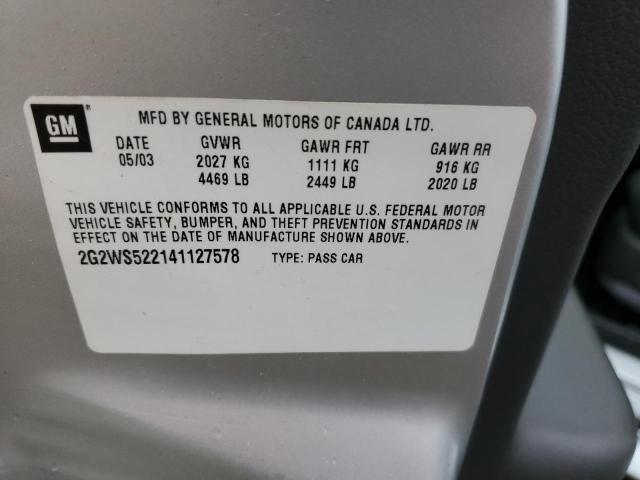 GM®
MFD BY GENERAL MOTORS OF CANADA LTD.
DATE GVWR GAWR FRT GAWR RR
05/03 2027 KG 1111 KG 916 KG
4469 LB 2449 LB 2020 LB
THIS VEHICLE CONFORMS TO ALL APPLICABLE U.S. FEDERAL MOTOR
VEHICLE SAFETY, BUMPER, AND THEFT PREVENTION STANDARDS IN
EFFECT ON THE DATE OF MANUFACTURE SHOWN ABOVE.
2G2WS522141127578 TYPE: PASS CAR